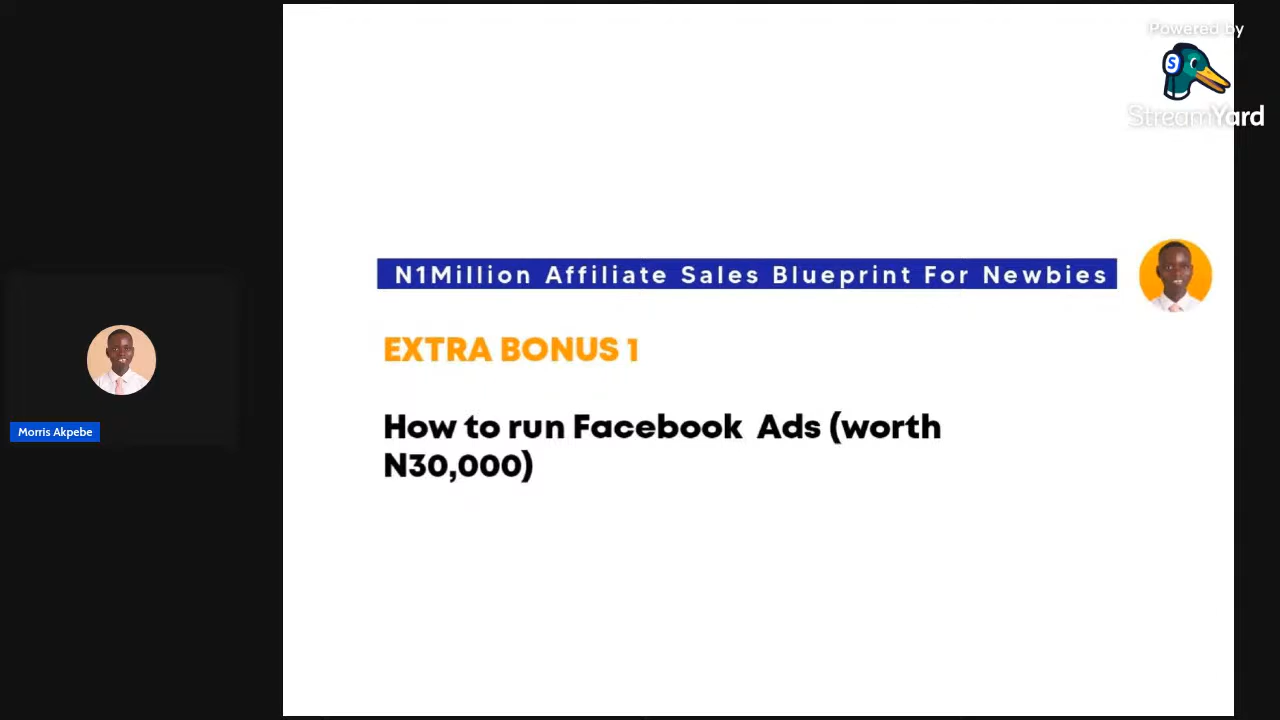 Powered by
StreamYard
N1Million Affiliate Sales Blueprint For Newbies
EXTRA BONUS 1
How to run Facebook Ads (worth
N30,000)
Morris Akpebe